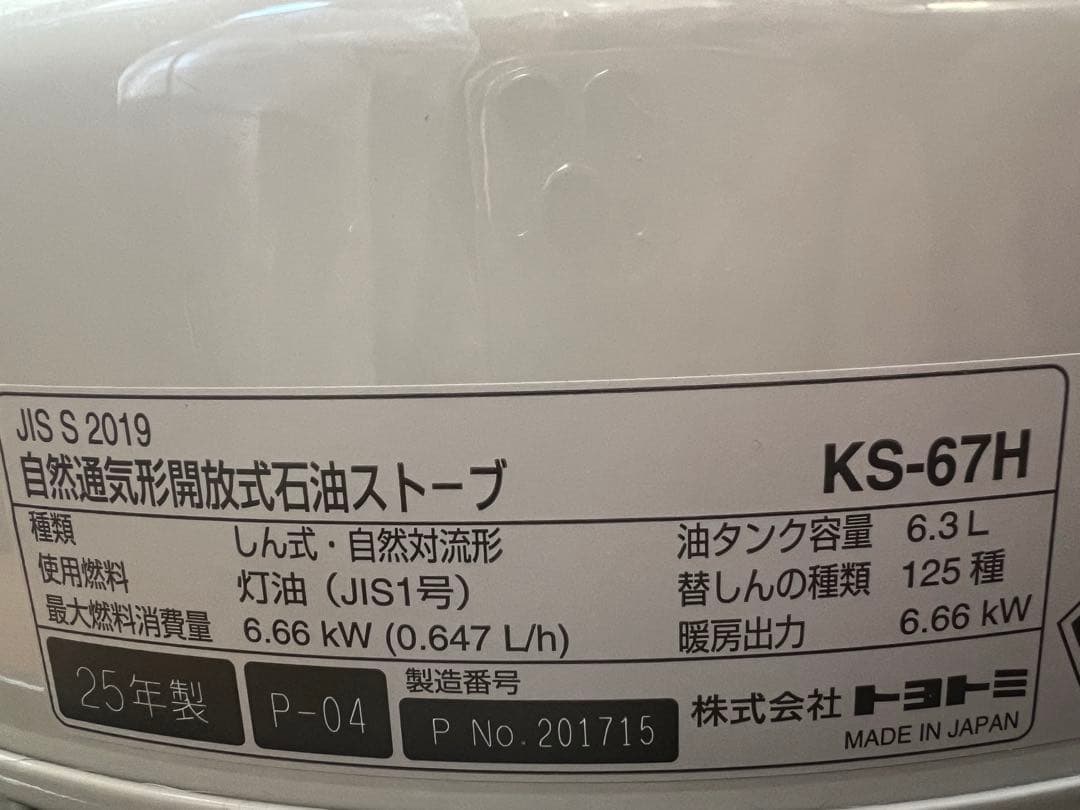 JIS S 2019
自然通気形開放式石油ストーブ KS-67H
種類 しん式・自然対流形 油タンク容量 6.3 L
使用燃料 灯油（JIS1号） 替しんの種類 125 種
最大燃料消費量 6.66 kW (0.647 L/h) 暖房出力 6.66 kW
25年製 P-04 製造番号 P No.201715 株式会社トヨトミ
MADE IN JAPAN